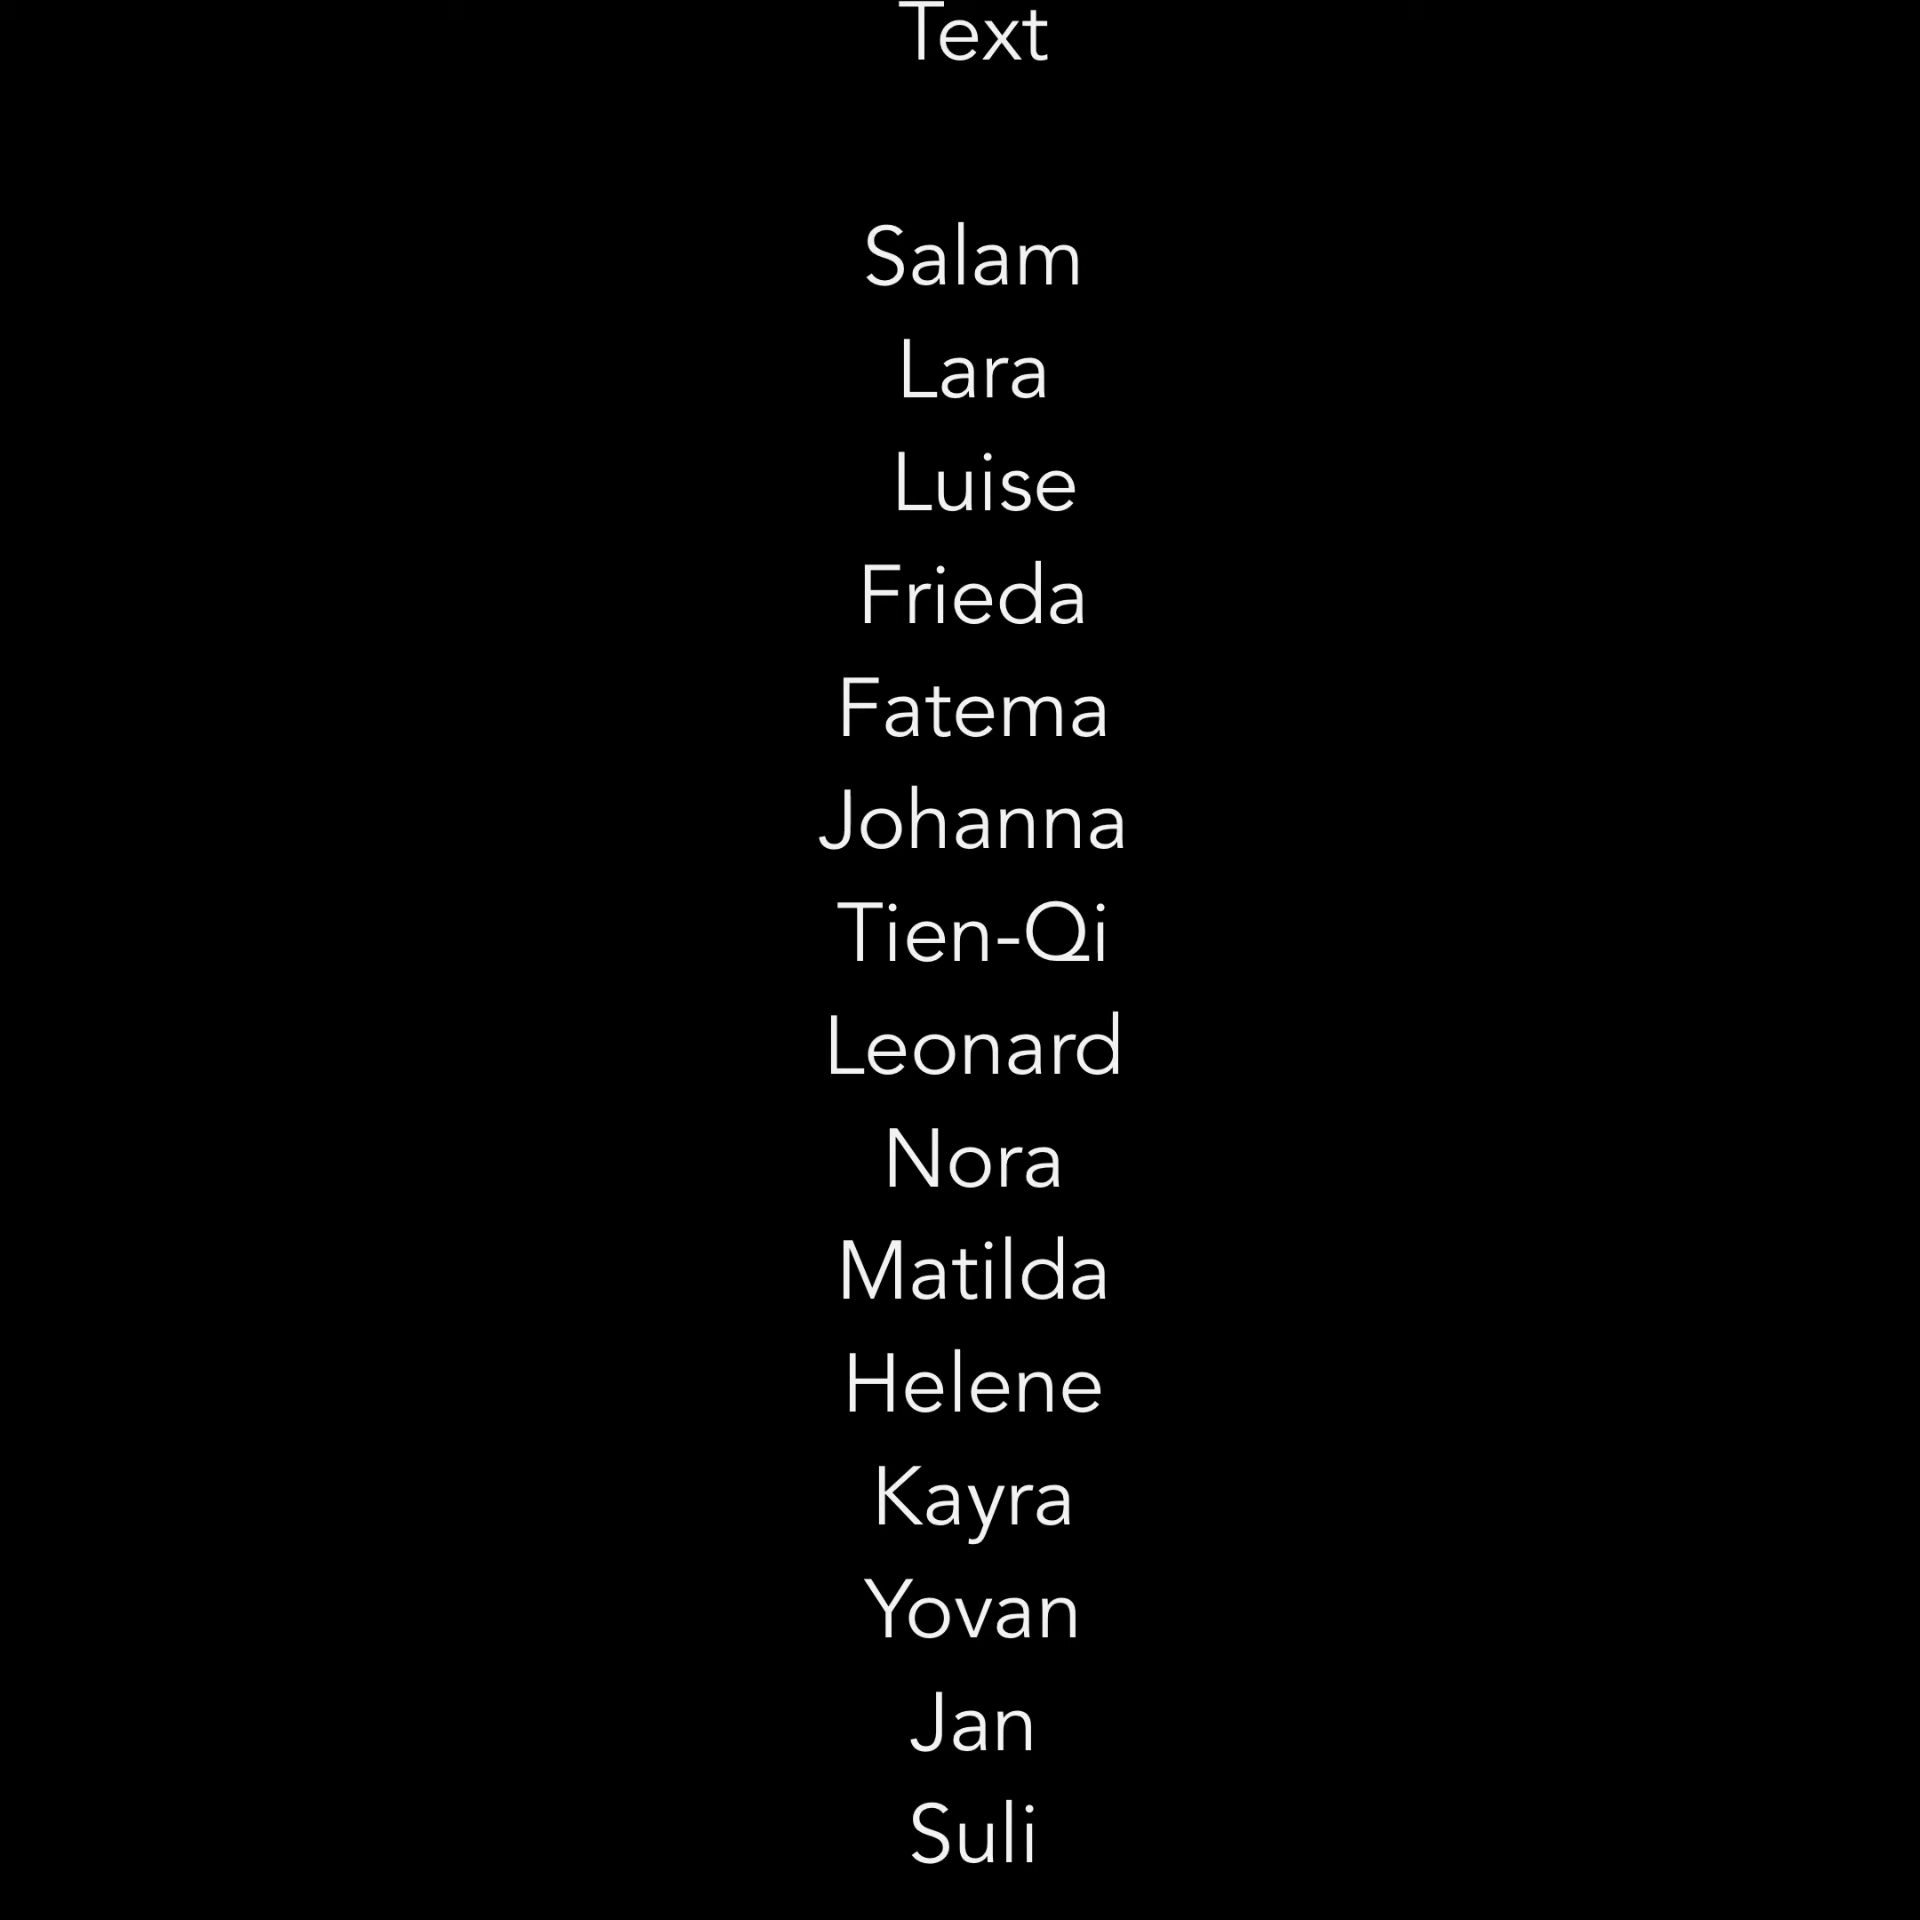 Text
Salam
Lara
Luise
Frieda
Fatema
Johanna
Tien-Qi
Leonard
Nora
Matilda
Helene
Kayra
Yovan
Jan
Suli